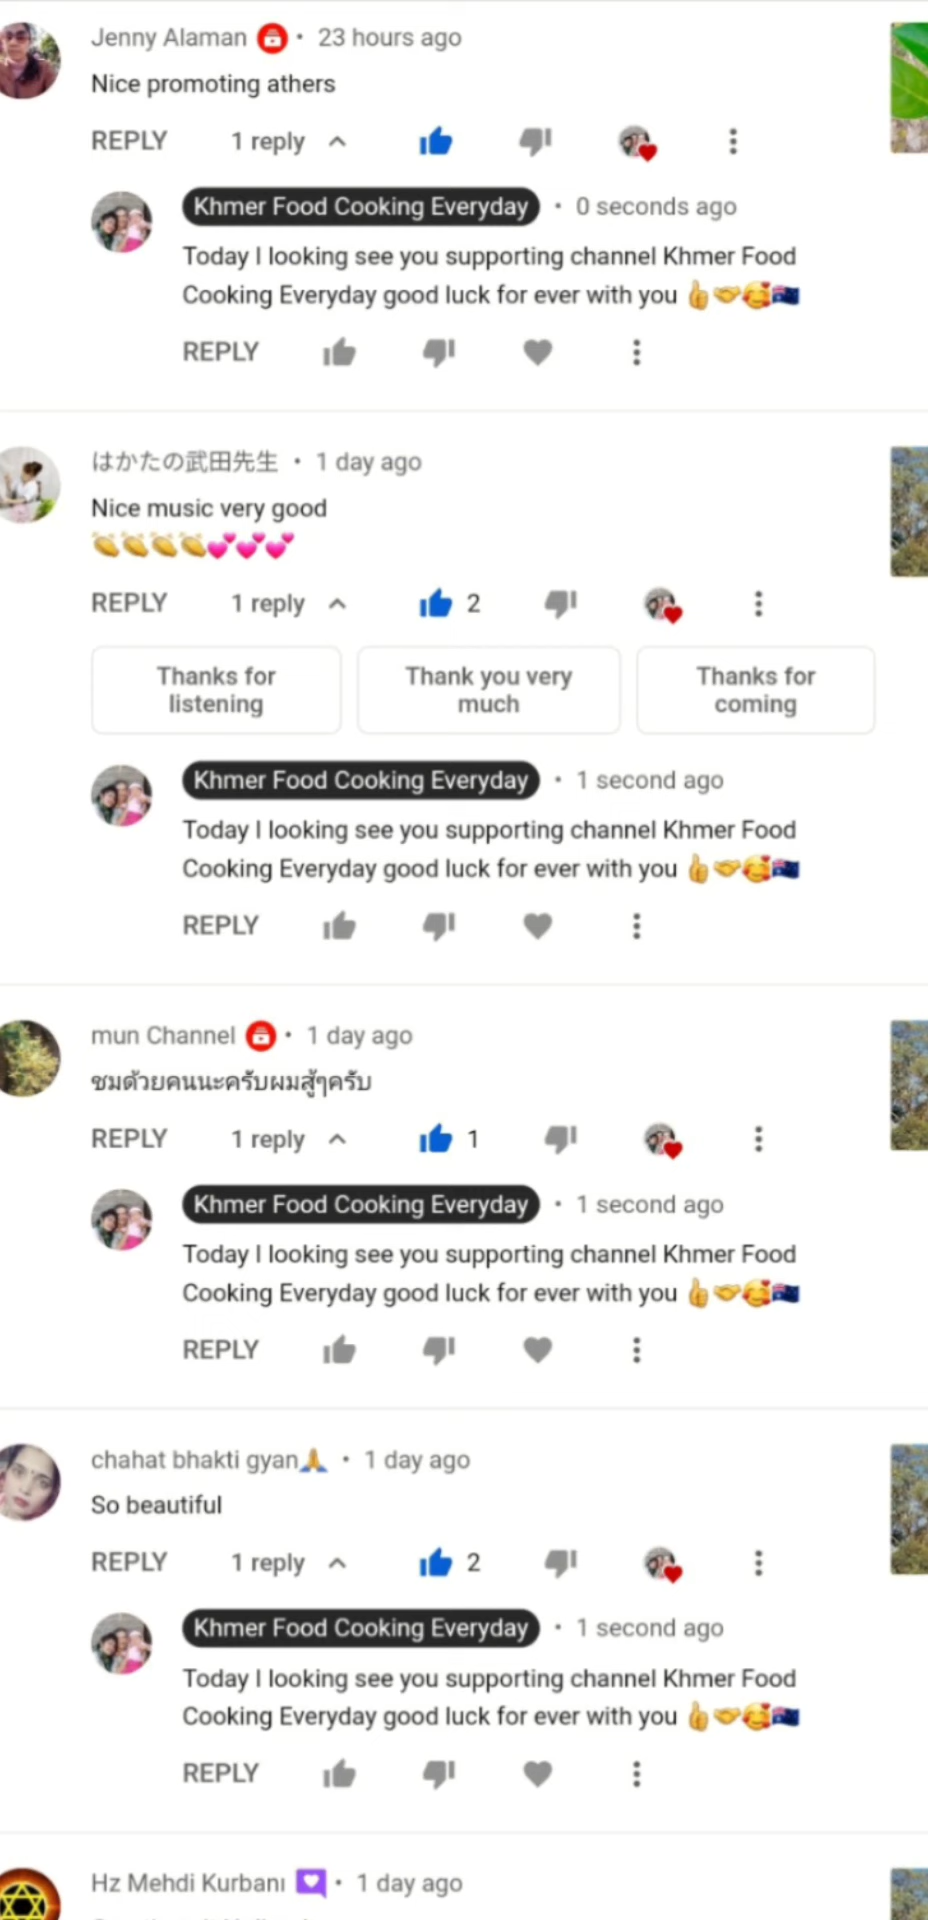 Jenny Alaman • 23 hours ago
Nice promoting athers
REPLY 1 reply
Khmer Food Cooking Everyday • 0 seconds ago
Today I looking see you supporting channel Khmer Food
Cooking Everyday good luck for ever with you 👍🤝🥰🇦🇺
REPLY
はかたの武田先生 • 1 day ago
Nice music very good
👏👏👏👏💕💕💕
REPLY 1 reply 2
Thanks for listening
Thank you very much
Thanks for coming
Khmer Food Cooking Everyday • 1 second ago
Today I looking see you supporting channel Khmer Food
Cooking Everyday good luck for ever with you 👍🤝🥰🇦🇺
REPLY
mun Channel • 1 day ago
ชมด้วยคนนะครับผมสู้ๆครับ
REPLY 1 reply 1
Khmer Food Cooking Everyday • 1 second ago
Today I looking see you supporting channel Khmer Food
Cooking Everyday good luck for ever with you 👍🤝🥰🇦🇺
REPLY
chahat bhakti gyan🙏 • 1 day ago
So beautiful
REPLY 1 reply 2
Khmer Food Cooking Everyday • 1 second ago
Today I looking see you supporting channel Khmer Food
Cooking Everyday good luck for ever with you 👍🤝🥰🇦🇺
REPLY
Hz Mehdi Kurbanı • 1 day ago